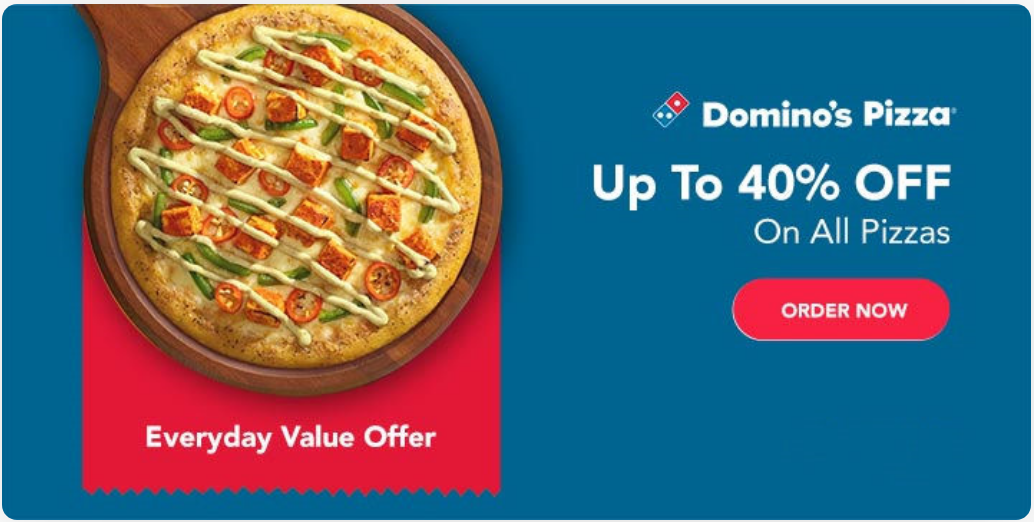 Domino's Pizza
Up To 40% OFF
On All Pizzas
ORDER NOW
Everyday Value Offer